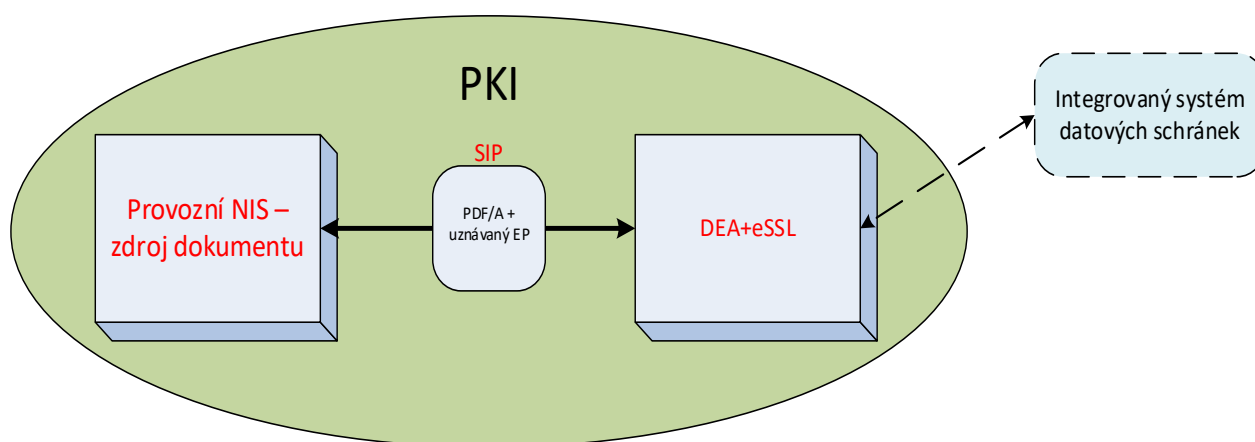 PKI
Provozní NIS –
zdroj dokumentu
SIP
PDF/A +
uznávaný EP
DEA+eSSL
Integrovaný systém
datových schránek